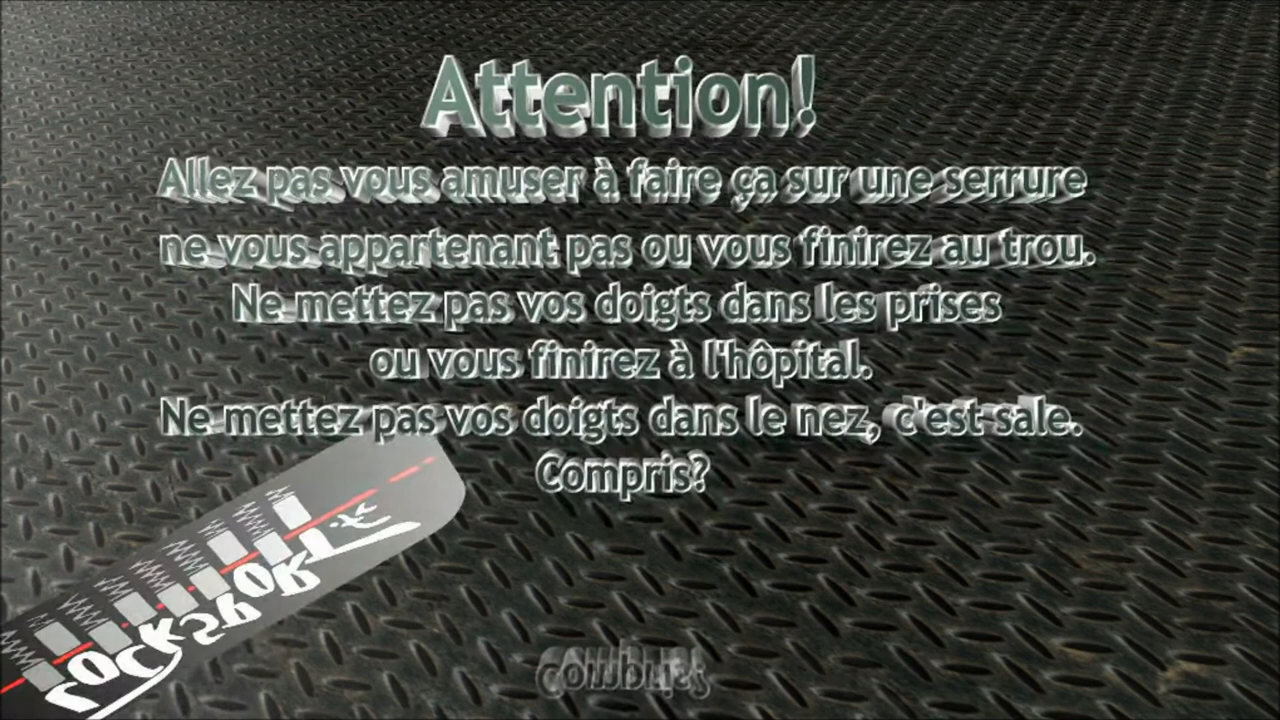 Attention!
Allez pas vous amuser à faire ça sur une serrure
ne vous appartenant pas ou vous finirez au trou.
Ne mettez pas vos doigts dans les prises
ou vous finirez à l'hôpital.
Ne mettez pas vos doigts dans le nez, c'est sale.
Compris?
LOCKSPORT.fr